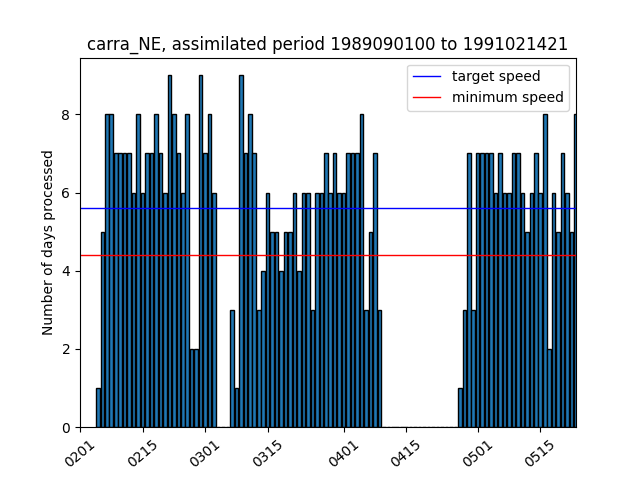 carra_NE, assimilated period 1989090100 to 1991021421
target speed
minimum speed
Number of days processed
8
6
4
2
0
0201 0215 0301 0315 0401 0415 0501 0515